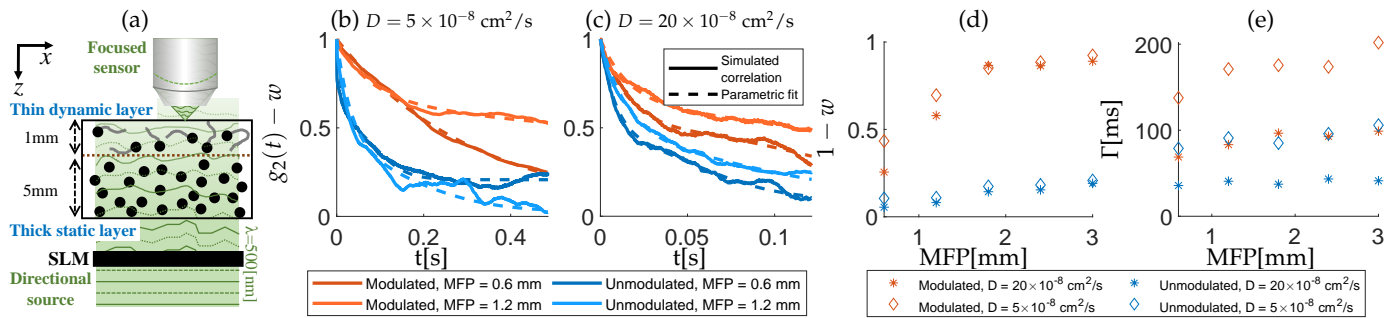 (a)
x
z
Focused
sensor
Thin dynamic layer
1mm
5mm
Thick static layer
SLM
Directional
source
λ=500[nm]
(b) D = 5 × 10⁻⁸ cm²/s
g₂(t) − w
1
0.5
0
0 0.2 0.4
t[s]
(c) D = 20 × 10⁻⁸ cm²/s
Simulated
correlation
Parametric fit
1
0.5
0
0 0.05 0.1
t[s]
Modulated, MFP = 0.6 mm
Unmodulated, MFP = 0.6 mm
Modulated, MFP = 1.2 mm
Unmodulated, MFP = 1.2 mm
(d)
1 − w
1
0.5
0
1 2 3
MFP[mm]
(e)
Γ[ms]
200
100
0
1 2 3
MFP[mm]
Modulated, D = 20×10⁻⁸ cm²/s
Unmodulated, D = 20×10⁻⁸ cm²/s
Modulated, D = 5×10⁻⁸ cm²/s
Unmodulated, D = 5×10⁻⁸ cm²/s